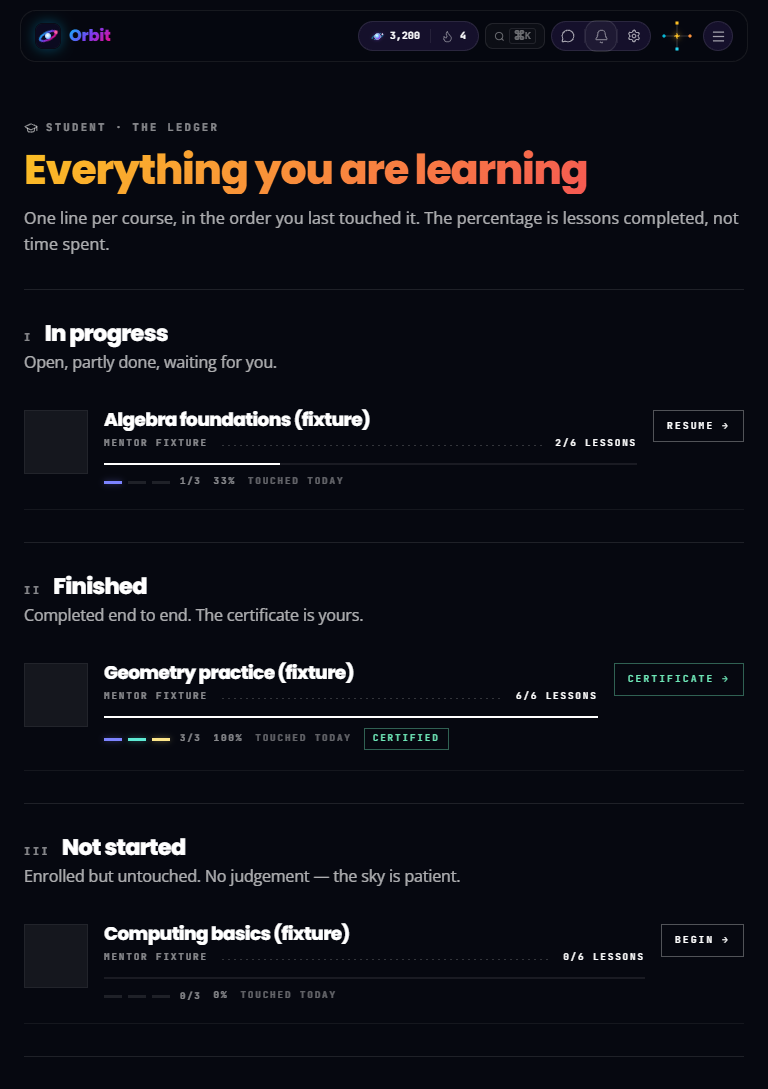 Orbit
3,200
4
⌘K
STUDENT · THE LEDGER
Everything you are learning
One line per course, in the order you last touched it. The percentage is lessons completed, not
time spent.
I In progress
Open, partly done, waiting for you.
Algebra foundations (fixture)
MENTOR FIXTURE 2/6 LESSONS
RESUME →
1/3 33% TOUCHED TODAY
II Finished
Completed end to end. The certificate is yours.
Geometry practice (fixture)
MENTOR FIXTURE 6/6 LESSONS
CERTIFICATE →
3/3 100% TOUCHED TODAY CERTIFIED
III Not started
Enrolled but untouched. No judgement — the sky is patient.
Computing basics (fixture)
MENTOR FIXTURE 0/6 LESSONS
BEGIN →
0/3 0% TOUCHED TODAY